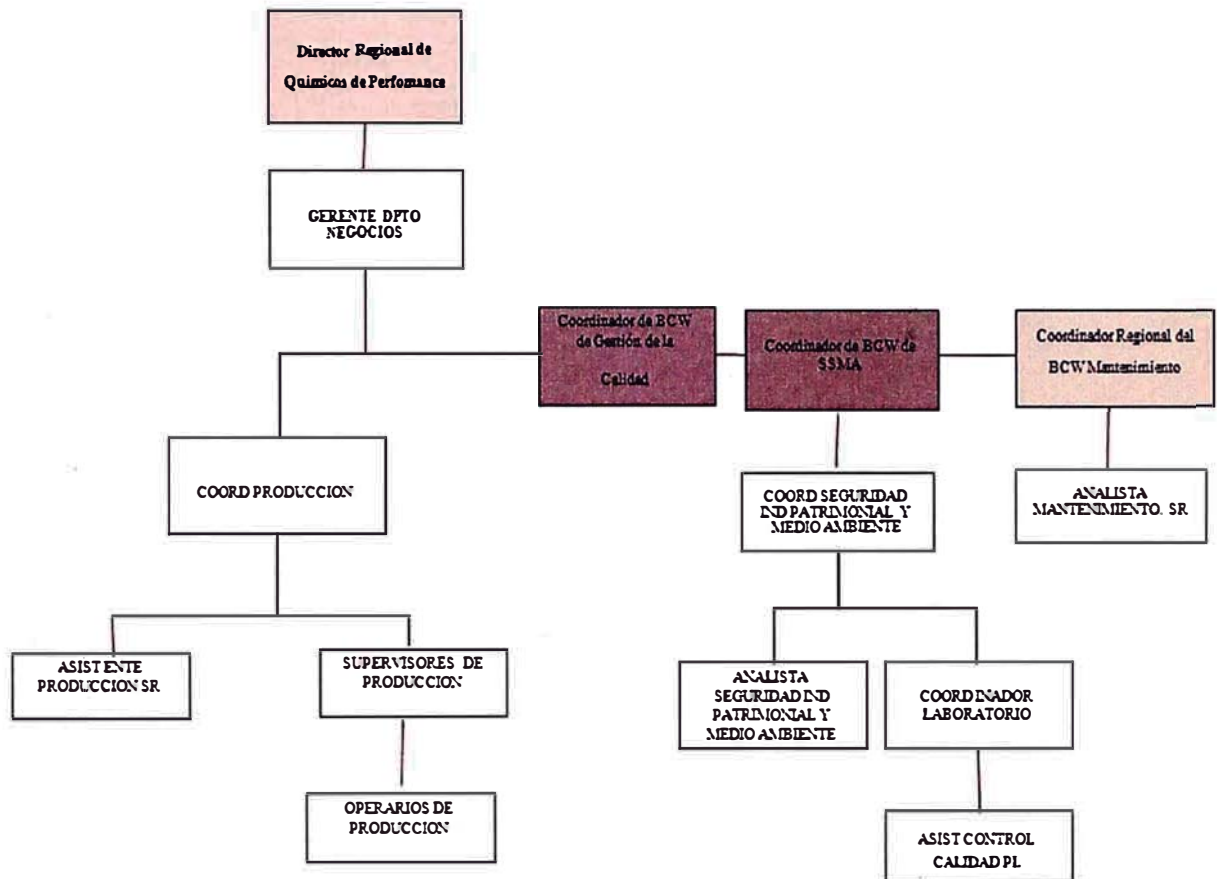 Director Regional de
Quimicos de Perfomance
GERENTE DPTO
NEGOCIOS
Coordinador de BCW
de Gestión de la
Calidad
Coordinador de BCW de
SSMA
Coordinador Regional del
BCW Mantenimiento
COORD PRODUCCION
COORD SEGURIDAD
IND PATRIMONIAL Y
MEDIO AMBIENTE
ANALISTA
MANTENIMIENTO. SR
ASISTENTE
PRODUCCION SR
SUPERVISORES DE
PRODUCCION
ANALISTA
SEGURIDAD IND
PATRIMONIAL Y
MEDIO AMBIENTE
COORDINADOR
LABORATORIO
OPERARIOS DE
PRODUCCION
ASIST CONTROL
CALIDAD PL